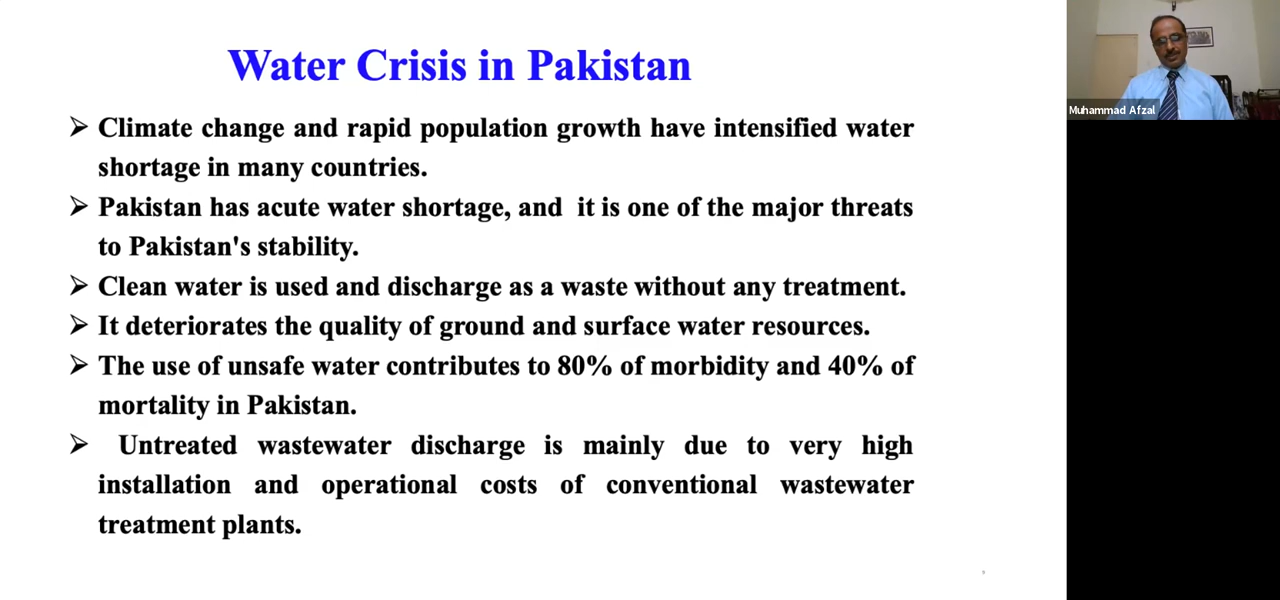 Water Crisis in Pakistan
➢ Climate change and rapid population growth have intensified water
shortage in many countries.
➢ Pakistan has acute water shortage, and it is one of the major threats
to Pakistan's stability.
➢ Clean water is used and discharge as a waste without any treatment.
➢ It deteriorates the quality of ground and surface water resources.
➢ The use of unsafe water contributes to 80% of morbidity and 40% of
mortality in Pakistan.
➢ Untreated wastewater discharge is mainly due to very high
installation and operational costs of conventional wastewater
treatment plants.
Muhammad Afzal